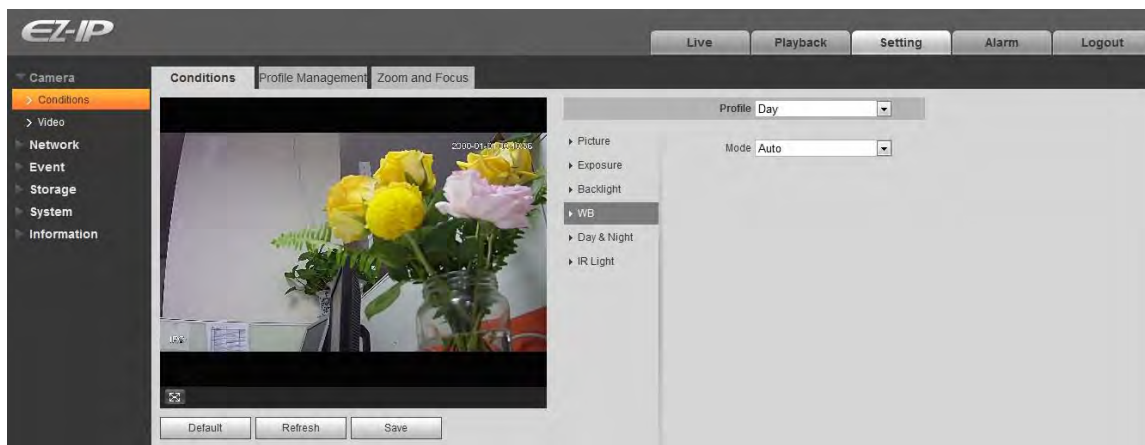 EZ-IP
Live Playback Setting Alarm Logout
Camera
Conditions
Video
Network
Event
Storage
System
Information
Conditions Profile Management Zoom and Focus
IPC
Default Refresh Save
Profile Day
Picture
Exposure
Backlight
WB
Day & Night
IR Light
Mode Auto